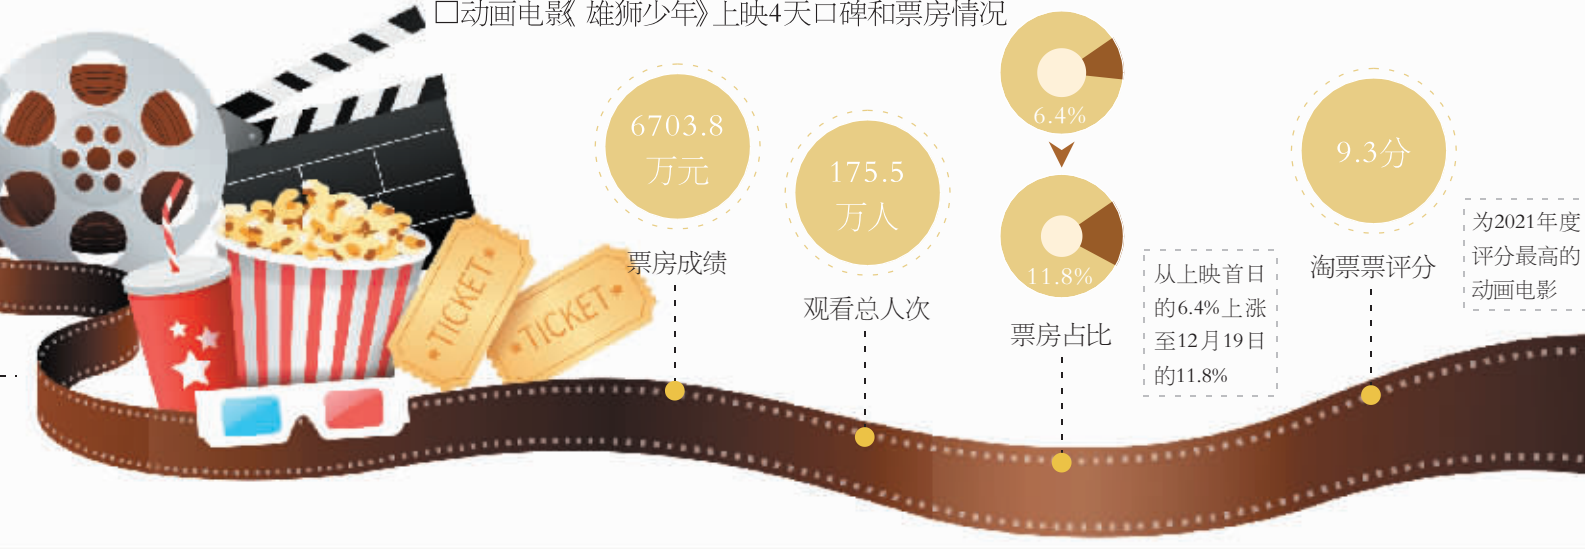 □动画电影《雄狮少年》上映4天口碑和票房情况
6703.8
万元
票房成绩
175.5
万人
观看总人次
6.4%
11.8%
票房占比
从上映首日
的6.4%上涨
至12月19日
的11.8%
9.3分
淘票票评分
为2021年度
评分最高的
动画电影
TICKET
TICKET